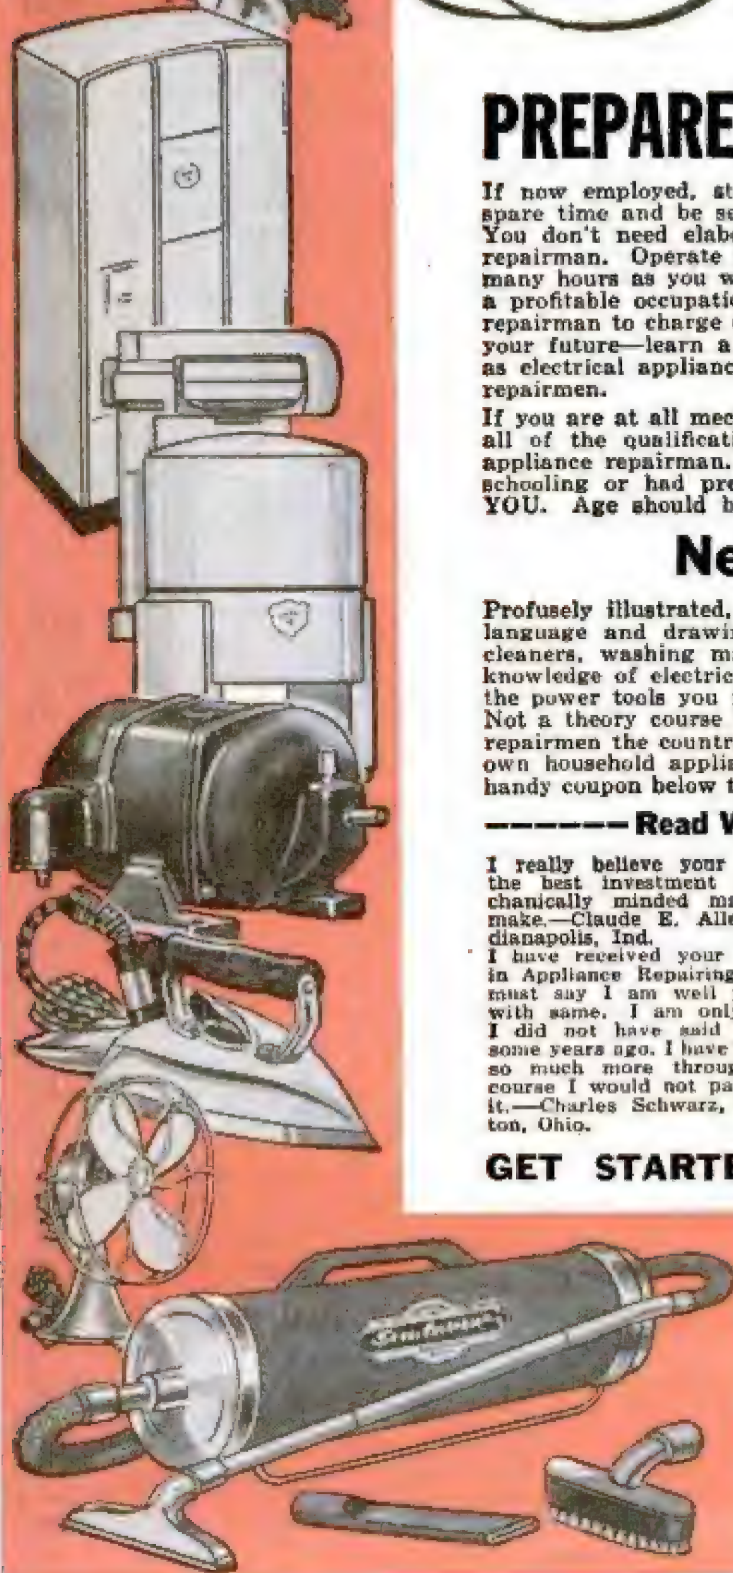 PREPARE
If now employed, st
spare time and be se
You don't need elabo
repairman. Operate
many hours as you w
a profitable occupatio
repairman to charge
your future—learn a
as electrical applianc
repairmen.
If you are at all mec
all of the qualificati
appliance repairman.
schooling or had pre
YOU. Age should b
Ne
Profusely illustrated,
language and drawin
cleaners, washing m
knowledge of electric
the power tools you
Not a theory course
repairmen the countr
own household applia
handy coupon below t
——————Read W
I really believe your
the best investment
chanically minded ma
make.—Claude E. Alle
dianapolis, Ind.
I have received your
in Appliance Repairing
must say I am well
with same. I am onl
I did not have said
some years ago. I have
so much more throug
course I would not pa
it.—Charles Schwarz,
ton, Ohio.
GET STARTE